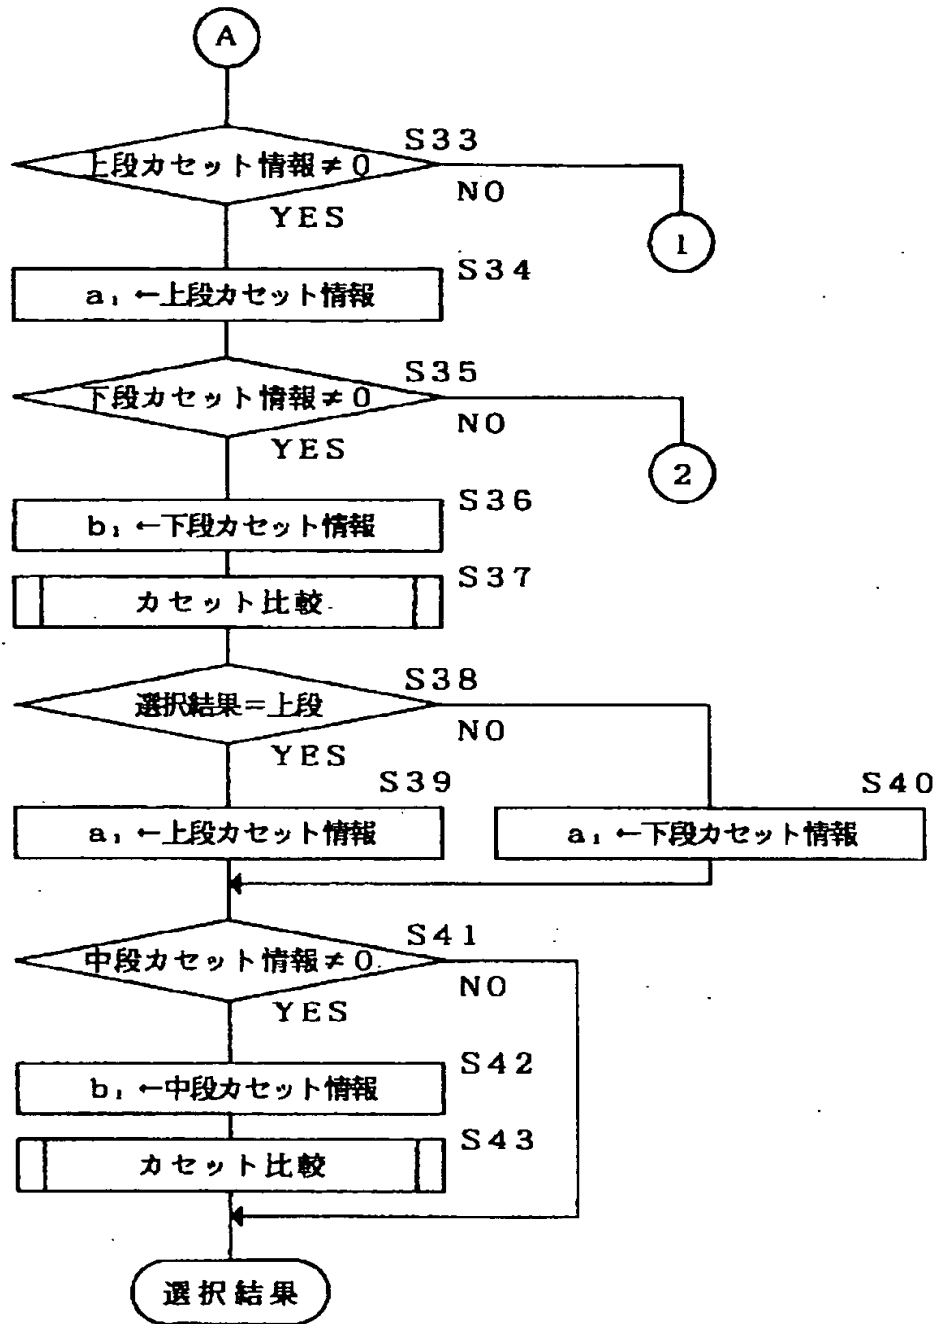 A
S33
上段カセット情報≠0
NO
YES
1
S34
a₁←上段カセット情報
S35
下段カセット情報≠0
NO
YES
2
S36
b₁←下段カセット情報
S37
カセット比較
S38
選択結果=上段
NO
YES
S39
a₁←上段カセット情報
S40
a₁←下段カセット情報
S41
中段カセット情報≠0
NO
YES
S42
b₁←中段カセット情報
S43
カセット比較
選択結果